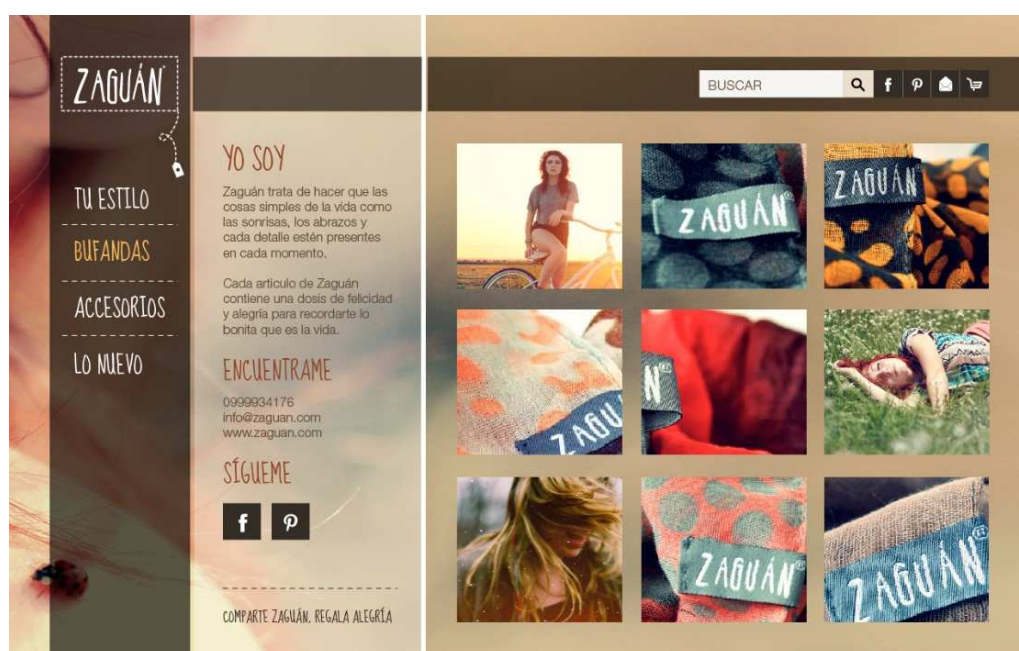 ZAGUÁN
TU ESTILO
BUFANDAS
ACCESORIOS
LO NUEVO
YO SOY
Zaguán trata de hacer que las
cosas simples de la vida como
las sonrisas, los abrazos y
cada detalle estén presentes
en cada momento.
Cada articulo de Zaguán
contiene una dosis de felicidad
y alegría para recordarte lo
bonita que es la vida.
ENCUENTRAME
0999934176
info@zaguan.com
www.zaguan.com
SÍGUEME
f
COMPARTE ZAGUÁN, REGALA ALEGRÍA
BUSCAR
f
ZAGUÁN®
ZAGUÁN
ZAGU
N®
ZAGUÁN
ZAGUÁN®